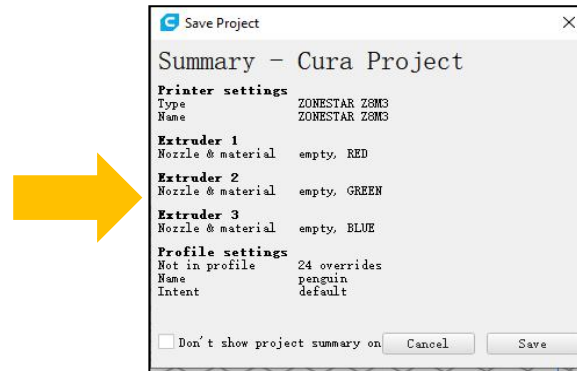 Save Project
Summary - Cura Project
Printer settings
Type ZONESTAR Z8M3
Name ZONESTAR Z8M3
Extruder 1
Nozzle & material empty, RED
Extruder 2
Nozzle & material empty, GREEN
Extruder 3
Nozzle & material empty, BLUE
Profile settings
Not in profile 24 overrides
Name penguin
Intent default
Don't show project summary on Cancel Save